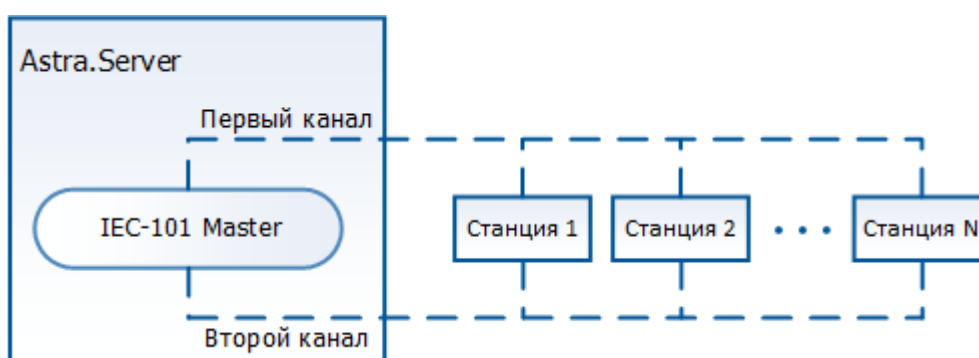 Astra.Server
Первый канал
IEC-101 Master
Станция 1
Станция 2
Станция N
Второй канал